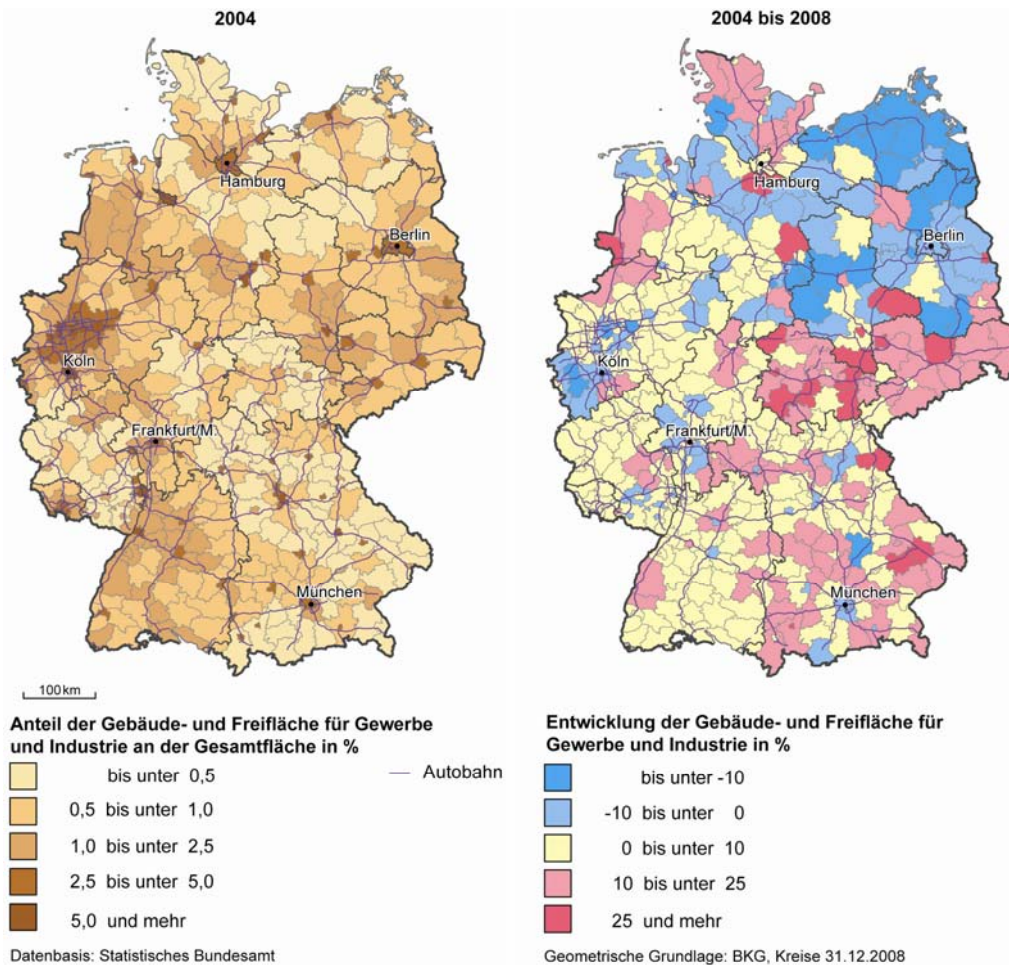 2004
Hamburg
Berlin
Köln
Frankfurt/M.
München
100 km
Anteil der Gebäude- und Freifläche für Gewerbe
und Industrie an der Gesamtfläche in %
bis unter 0,5
0,5 bis unter 1,0
1,0 bis unter 2,5
2,5 bis unter 5,0
5,0 und mehr
Autobahn
Datenbasis: Statistisches Bundesamt
2004 bis 2008
Hamburg
Berlin
Köln
Frankfurt/M.
München
Entwicklung der Gebäude- und Freifläche für
Gewerbe und Industrie in %
bis unter -10
-10 bis unter 0
0 bis unter 10
10 bis unter 25
25 und mehr
Geometrische Grundlage: BKG, Kreise 31.12.2008